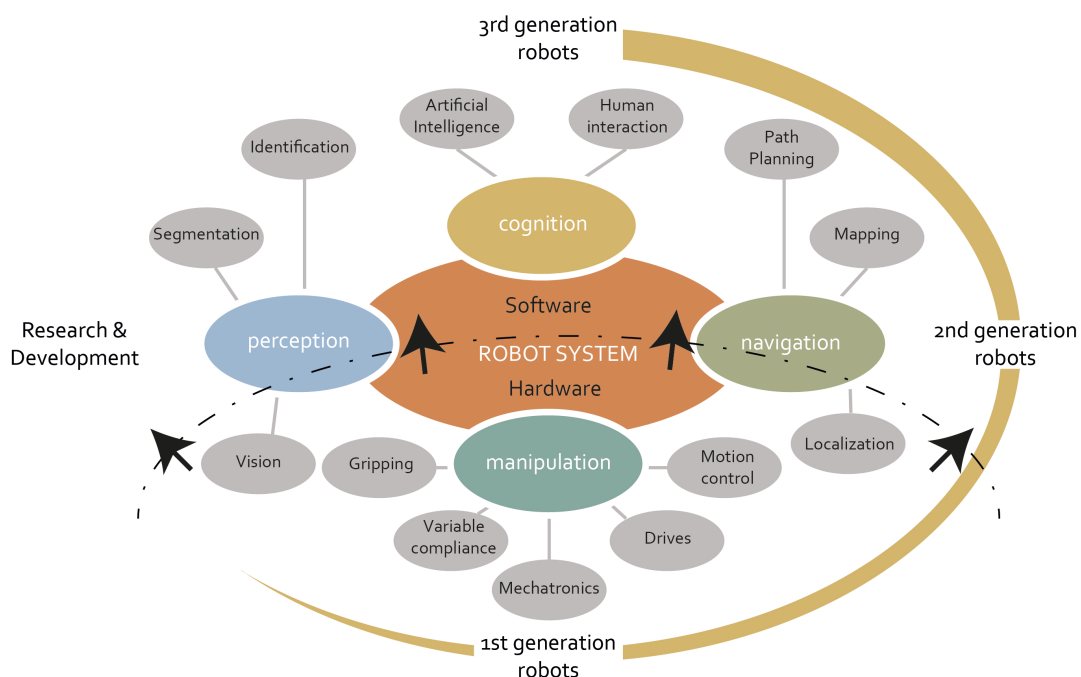 3rd generation
robots
Artificial
Intelligence
Human
interaction
Identification
Path
Planning
Segmentation
cognition
Mapping
Software
Research &
Development
perception
ROBOT SYSTEM
navigation
2nd generation
robots
Hardware
Vision
Gripping
manipulation
Motion
control
Localization
Variable
compliance
Drives
Mechatronics
1st generation
robots